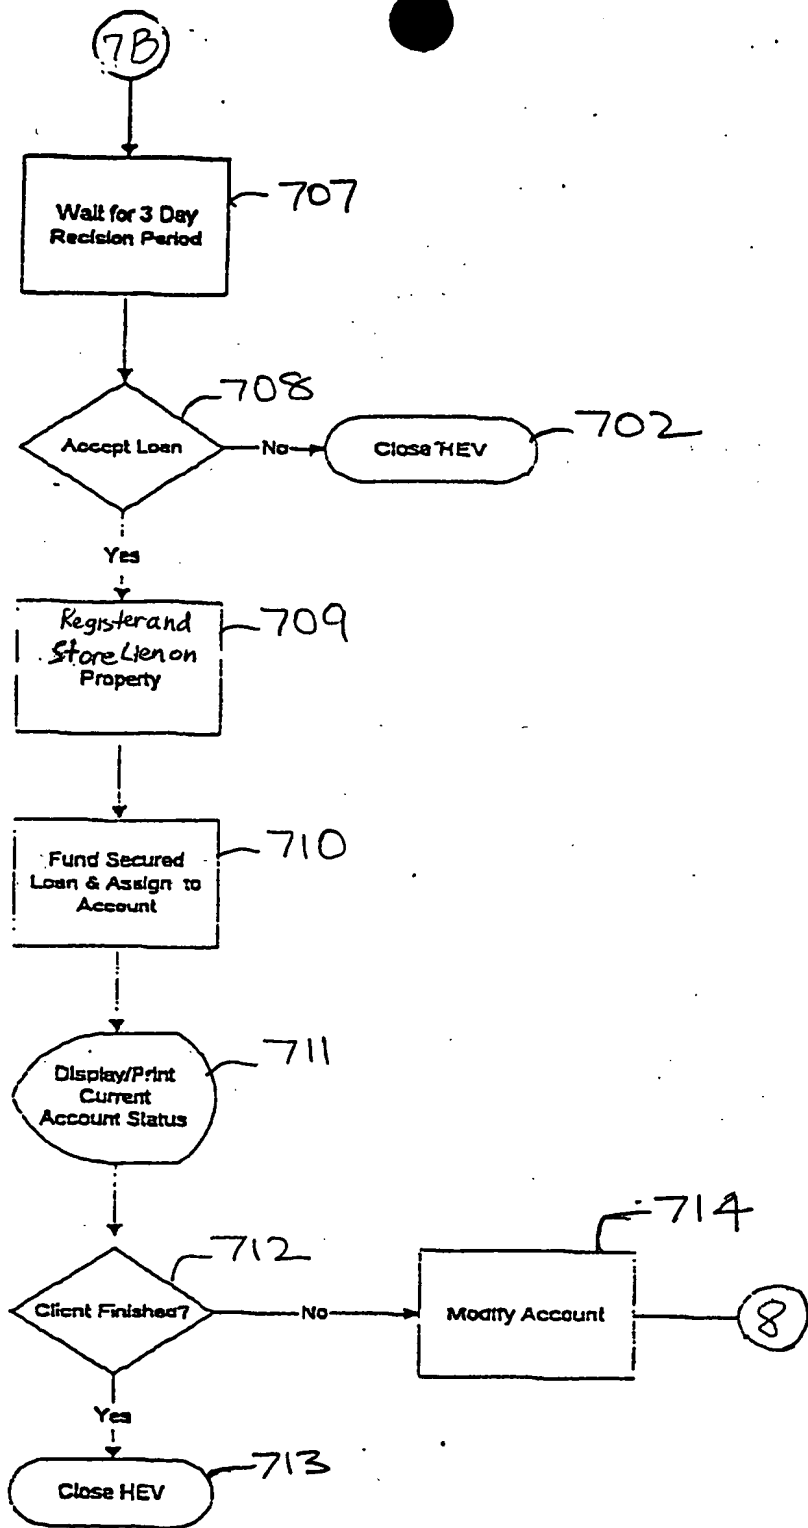 7B
Wait for 3 Day
Recision Period
707
708
Accept Loan
No
Close HEV
702
Yes
Register and
Store Lien on
Property
709
Fund Secured
Loan & Assign to
Account
710
Display/Print
Current
Account Status
711
712
Client Finished?
No
Modify Account
714
8
Yes
Close HEV
713